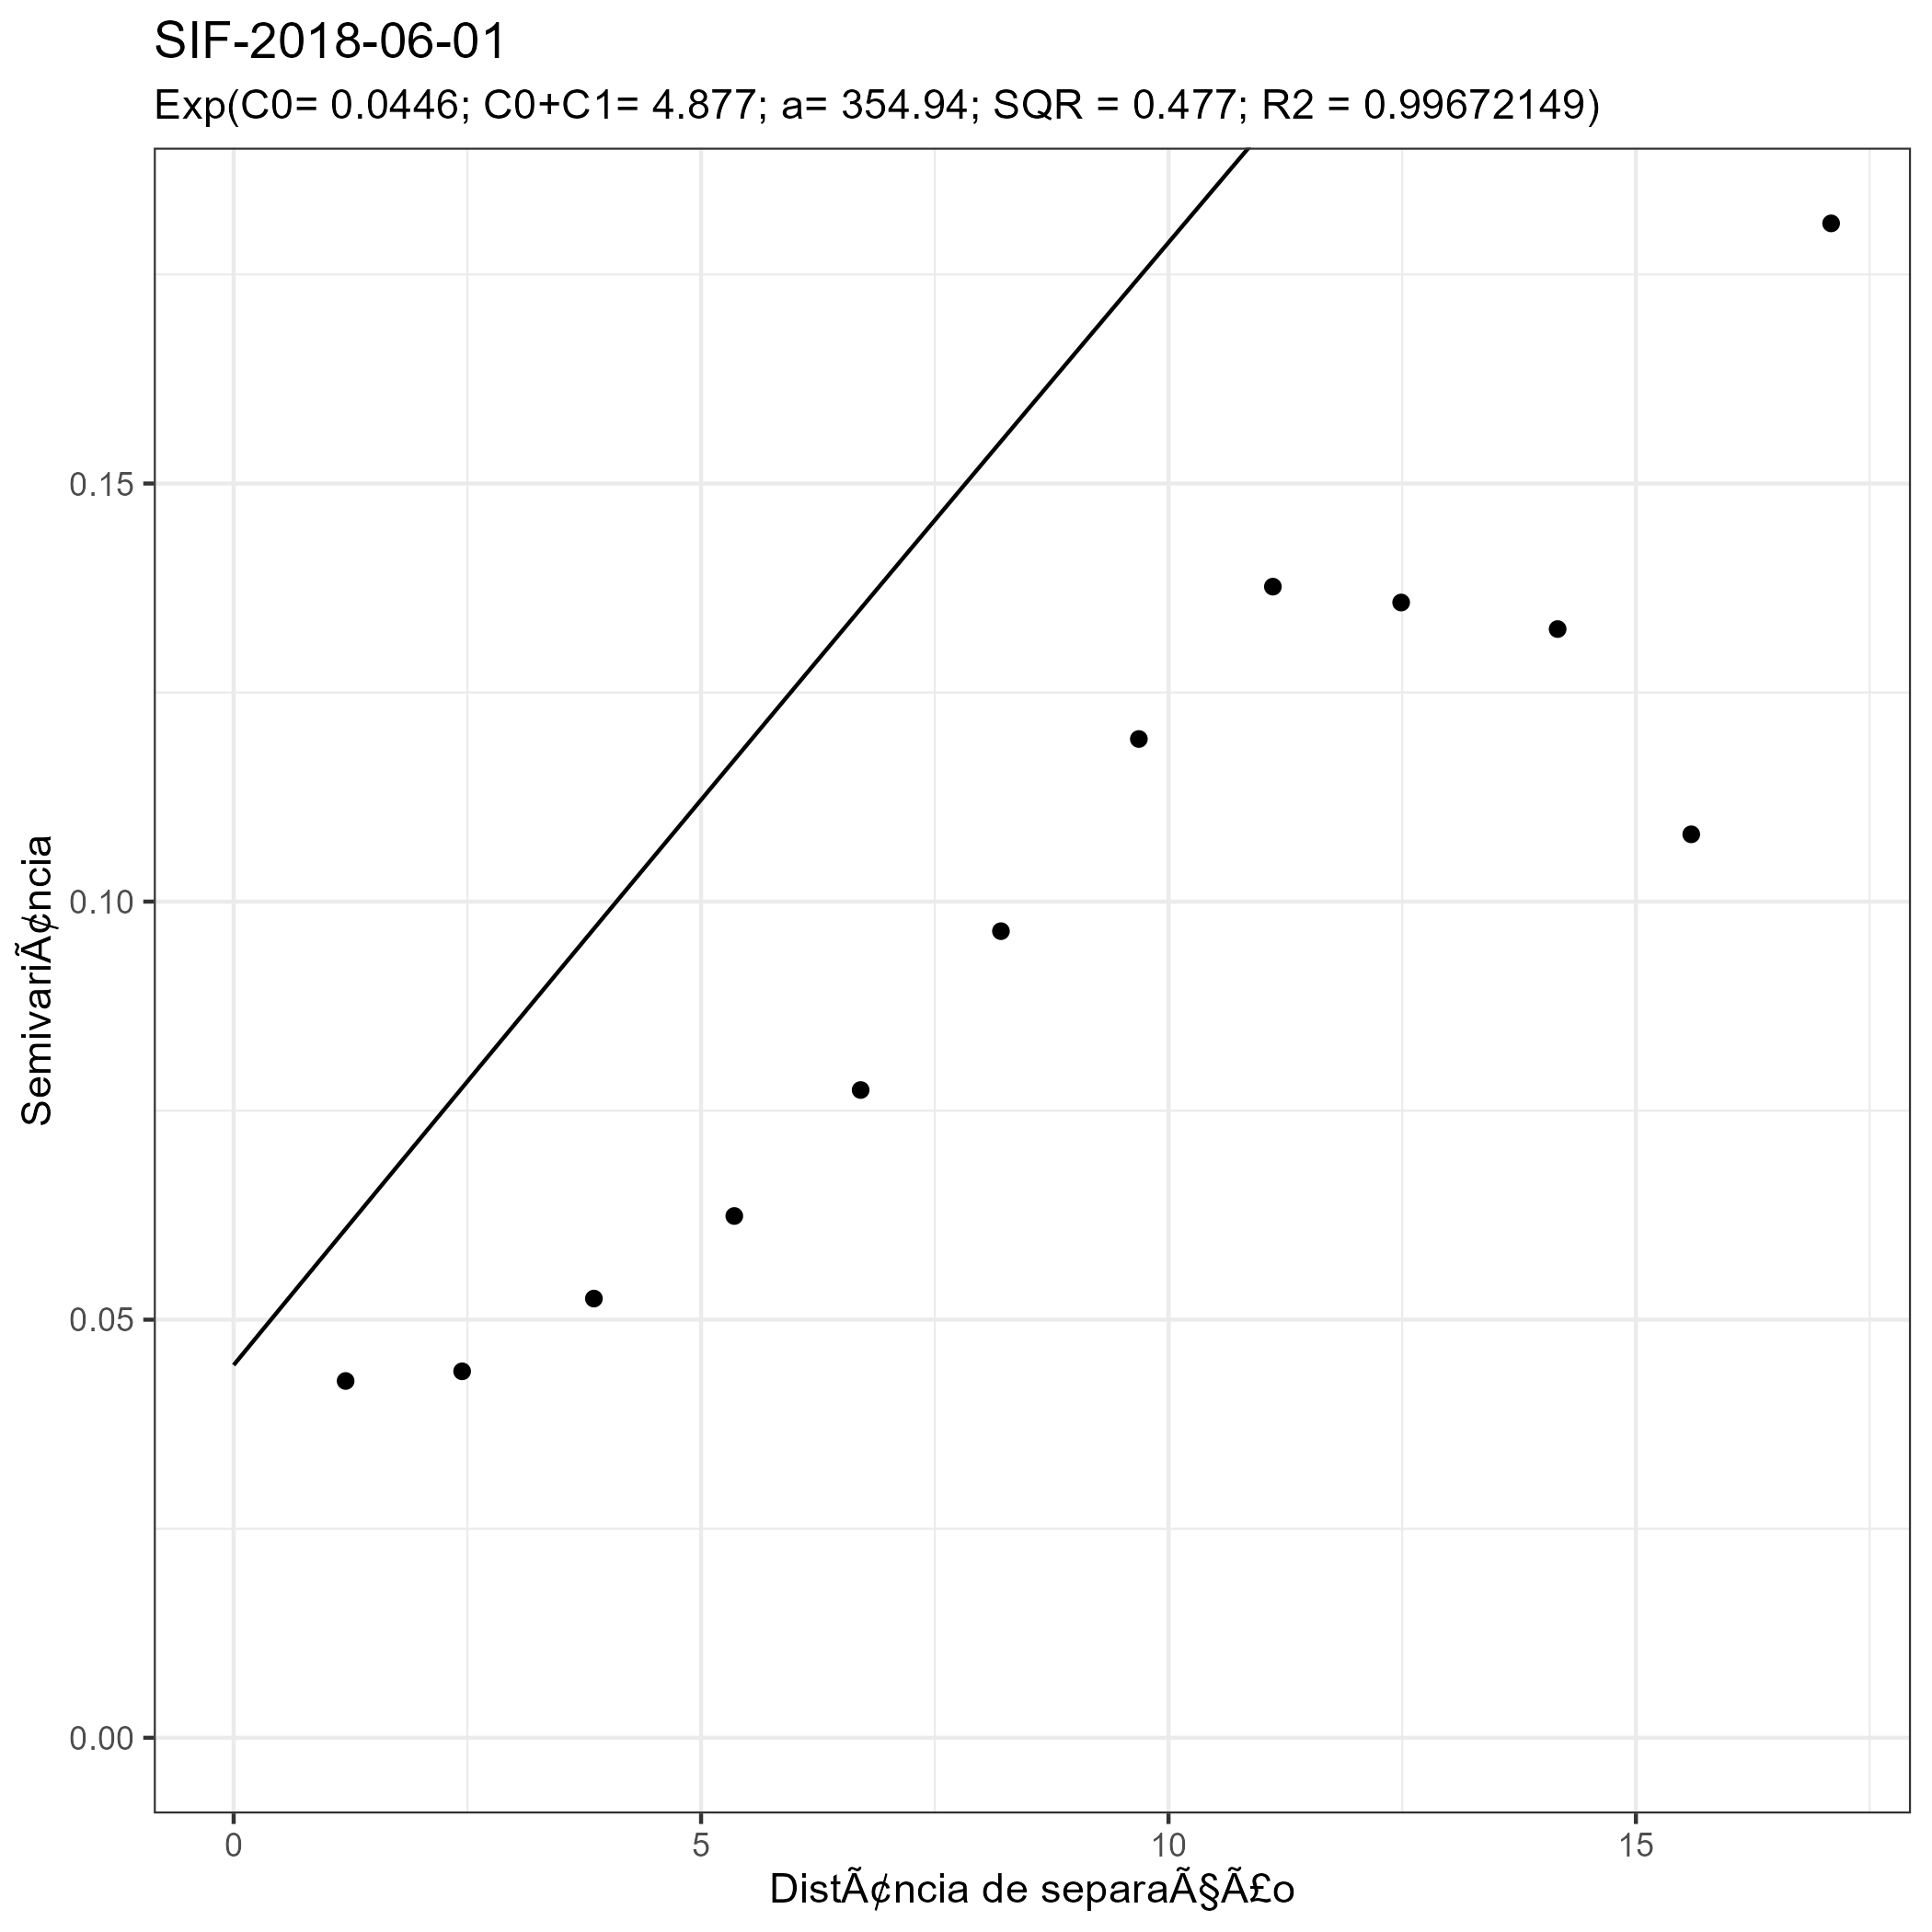 SIF-2018-06-01
Exp(C0= 0.0446; C0+C1= 4.877; a= 354.94; SQR = 0.477; R2 = 0.99672149)
SemivariÃ¢ncia
0.15
0.10
0.05
0.00
0 5 10 15
DistÃ¢ncia de separaÃ§Ã£o